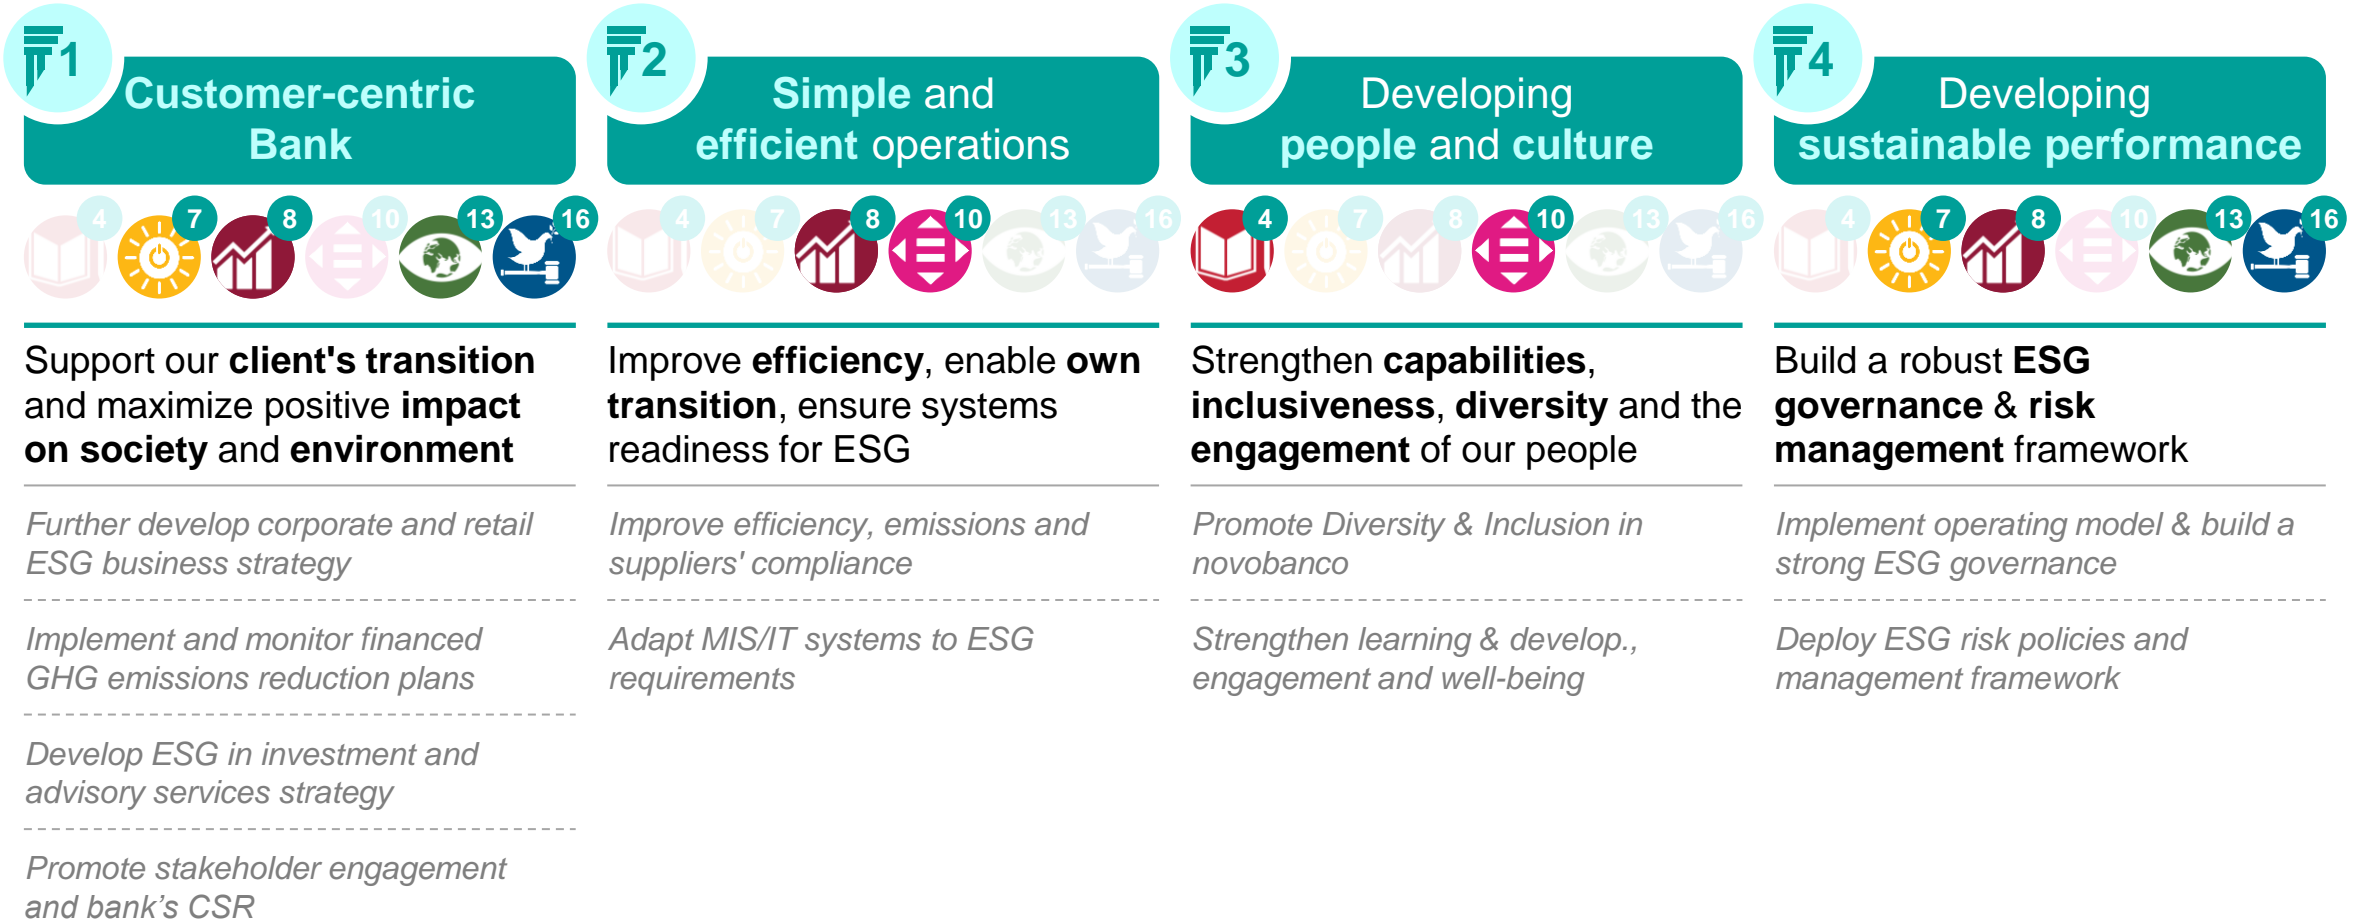 1
Customer-centric
Bank
4 7 8 10 13 16
Support our client's transition
and maximize positive impact
on society and environment
Further develop corporate and retail
ESG business strategy
Implement and monitor financed
GHG emissions reduction plans
Develop ESG in investment and
advisory services strategy
Promote stakeholder engagement
and bank’s CSR
2
Simple and
efficient operations
4 7 8 10 13 16
Improve efficiency, enable own
transition, ensure systems
readiness for ESG
Improve efficiency, emissions and
suppliers' compliance
Adapt MIS/IT systems to ESG
requirements
3
Developing
people and culture
4 7 8 10 13 16
Strengthen capabilities,
inclusiveness, diversity and the
engagement of our people
Promote Diversity & Inclusion in
novobanco
Strengthen learning & develop.,
engagement and well-being
4
Developing
sustainable performance
4 7 8 10 13 16
Build a robust ESG
governance & risk
management framework
Implement operating model & build a
strong ESG governance
Deploy ESG risk policies and
management framework